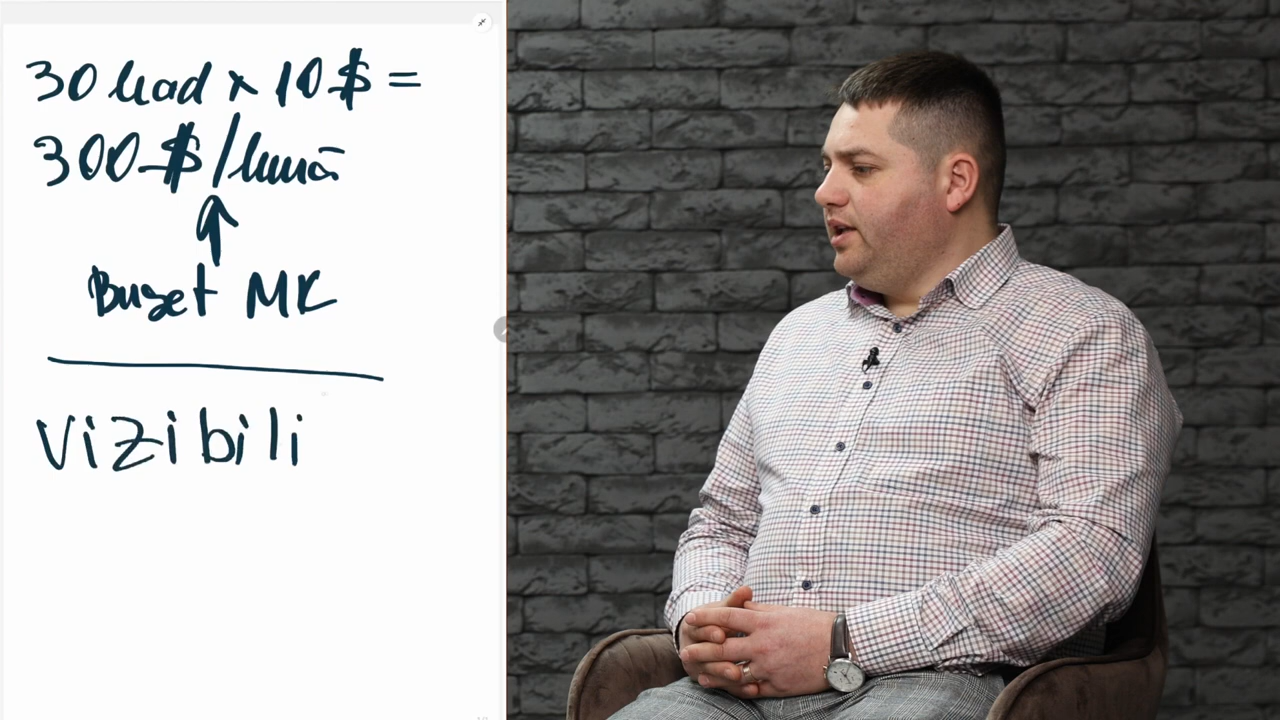 30 lead x 10$ =
300$/lună
Buget MK
vizibili